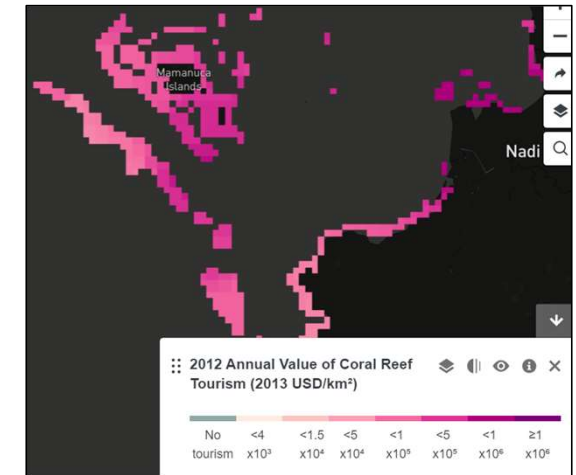 Mamanuca
Islands
Nadi
2012 Annual Value of Coral Reef
Tourism (2013 USD/km²)
No <4 <1.5 <5 <1 <5 <1 ≥1
tourism x10³ x10⁴ x10⁴ x10⁵ x10⁵ x10⁶ x10⁶